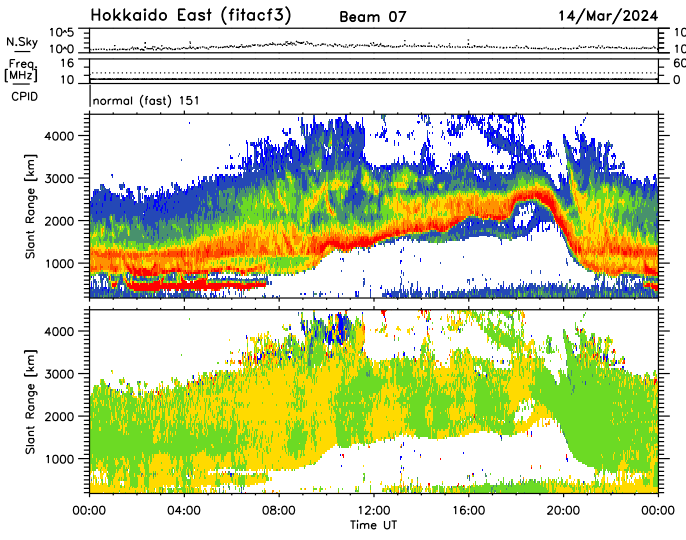 Hokkaido East (fitacf3) Beam 07 14/Mar/2024
N.Sky 10^5 10^0 10 10
Freq. [MHz] 16 10 60 0
CPID normal (fast) 151
Slant Range [km] 4000 3000 2000 1000
Slant Range [km] 4000 3000 2000 1000
00:00 04:00 08:00 12:00 16:00 20:00 00:00
Time UT